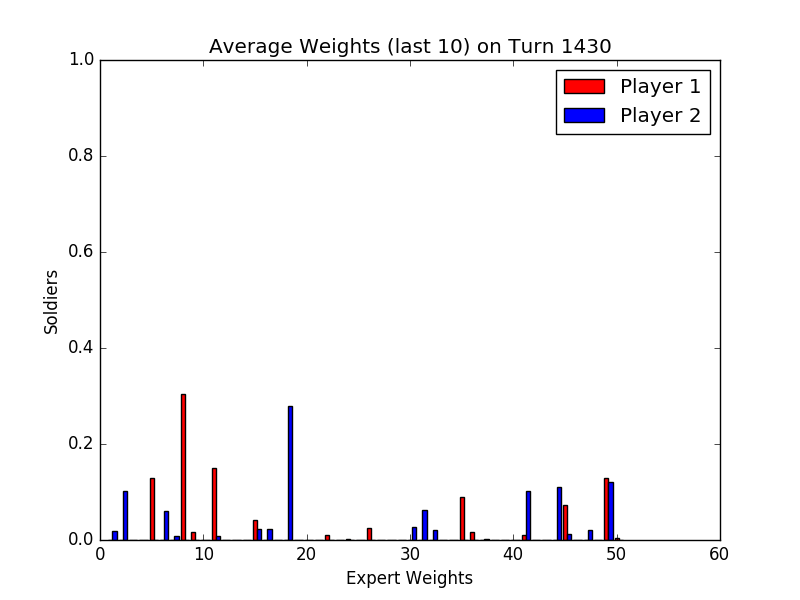 Average Weights (last 10) on Turn 1430
1.0
Player 1
Player 2
0.8
0.6
Soldiers
0.4
0.2
0.0
0 10 20 30 40 50 60
Expert Weights